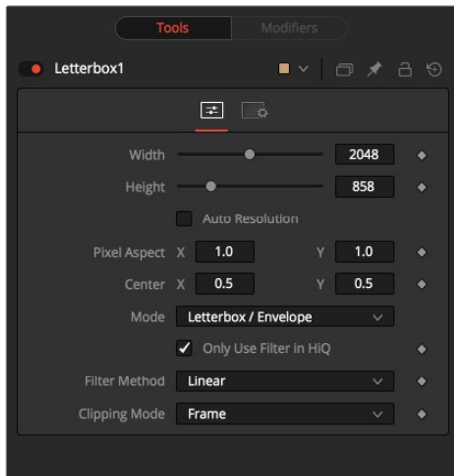 Tools Modifiers
Letterbox1
Width 2048
Height 858
Auto Resolution
Pixel Aspect X 1.0 Y 1.0
Center X 0.5 Y 0.5
Mode Letterbox / Envelope
Only Use Filter in HiQ
Filter Method Linear
Clipping Mode Frame